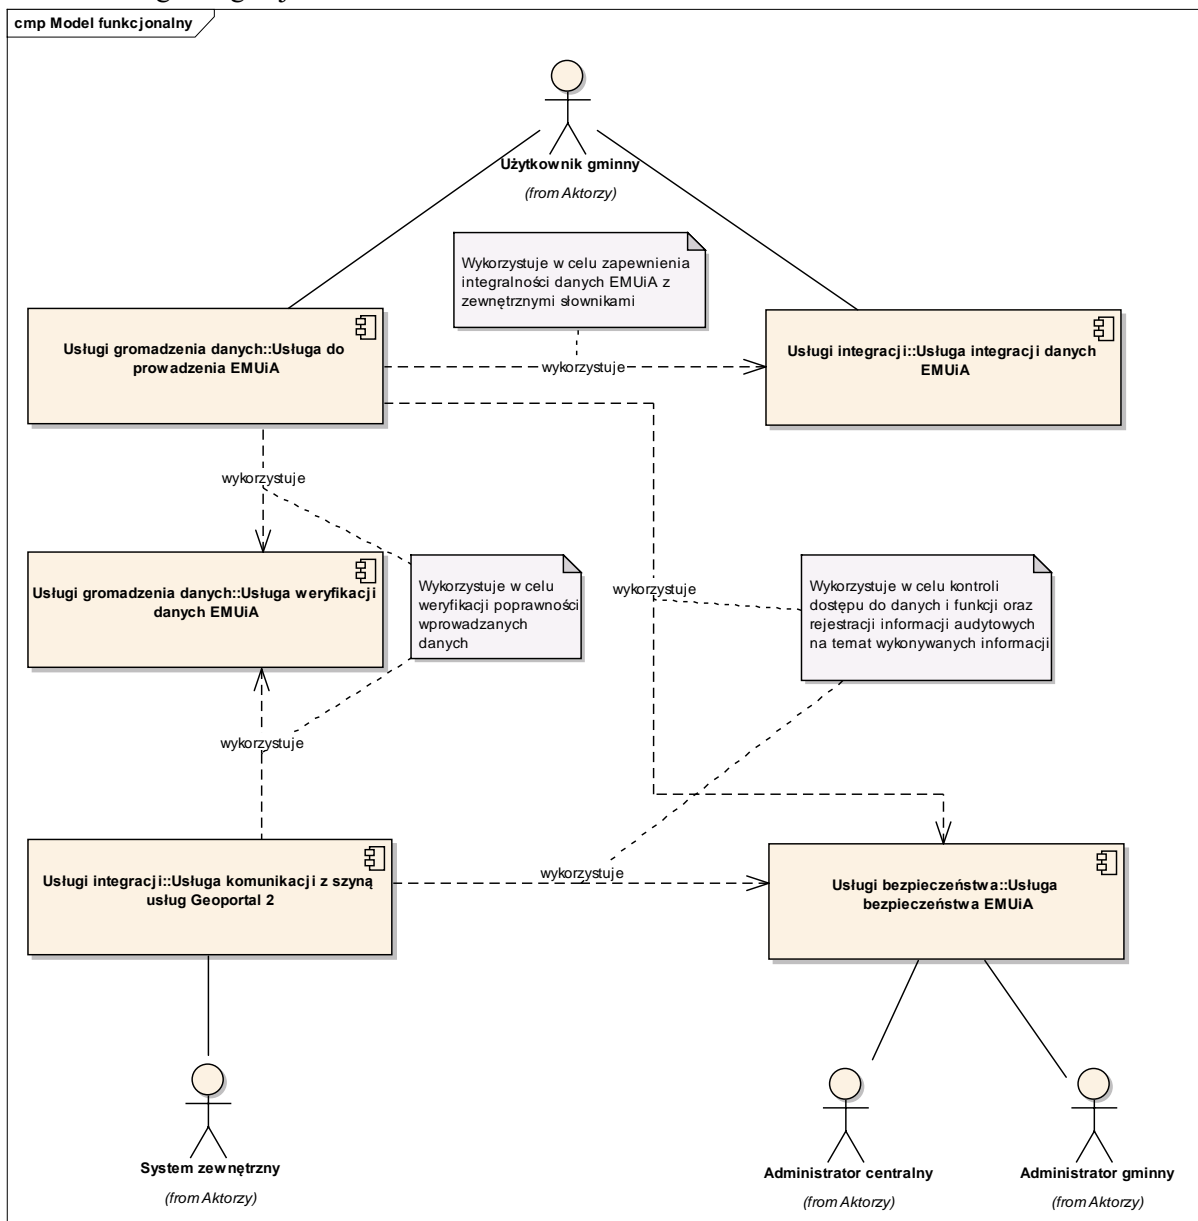 cmp Model funkcjonalny
Użytkownik gminny
(from Aktorzy)
Wykorzystuje w celu zapewnienia
integralności danych EMUiA z
zewnętrznymi słownikami
Usługi gromadzenia danych::Usługa do
prowadzenia EMUiA
wykorzystuje
Usługi integracji::Usługa integracji danych
EMUiA
wykorzystuje
Usługi gromadzenia danych::Usługa weryfikacji
danych EMUiA
Wykorzystuje w celu
weryfikacji poprawności
wprowadzanych
danych
wykorzystuje
Wykorzystuje w celu kontroli
dostępu do danych i funkcji oraz
rejestracji informacji audytowych
na temat wykonywanych informacji
wykorzystuje
Usługi integracji::Usługa komunikacji z szyną
usług Geoportal 2
wykorzystuje
Usługi bezpieczeństwa::Usługa
bezpieczeństwa EMUiA
System zewnętrzny
(from Aktorzy)
Administrator centralny
(from Aktorzy)
Administrator gminny
(from Aktorzy)